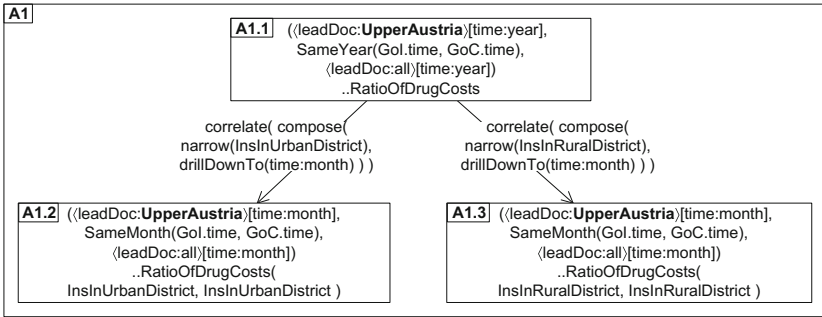 A1
A1.1 (⟨leadDoc:UpperAustria⟩[time:year],
SameYear(GoI.time, GoC.time),
⟨leadDoc:all⟩[time:year])
..RatioOfDrugCosts
correlate( compose(
narrow(InsInUrbanDistrict),
drillDownTo(time:month) ) )
correlate( compose(
narrow(InsInRuralDistrict),
drillDownTo(time:month) ) )
A1.2 (⟨leadDoc:UpperAustria⟩[time:month],
SameMonth(GoI.time, GoC.time),
⟨leadDoc:all⟩[time:month])
..RatioOfDrugCosts(
InsInUrbanDistrict, InsInUrbanDistrict )
A1.3 (⟨leadDoc:UpperAustria⟩[time:month],
SameMonth(GoI.time, GoC.time),
⟨leadDoc:all⟩[time:month])
..RatioOfDrugCosts(
InsInRuralDistrict, InsInRuralDistrict )